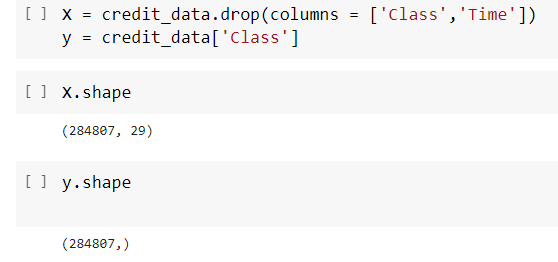 [ ] X = credit_data.drop(columns = ['Class','Time'])
y = credit_data['Class']
[ ] X.shape
(284807, 29)
[ ] y.shape
(284807,)